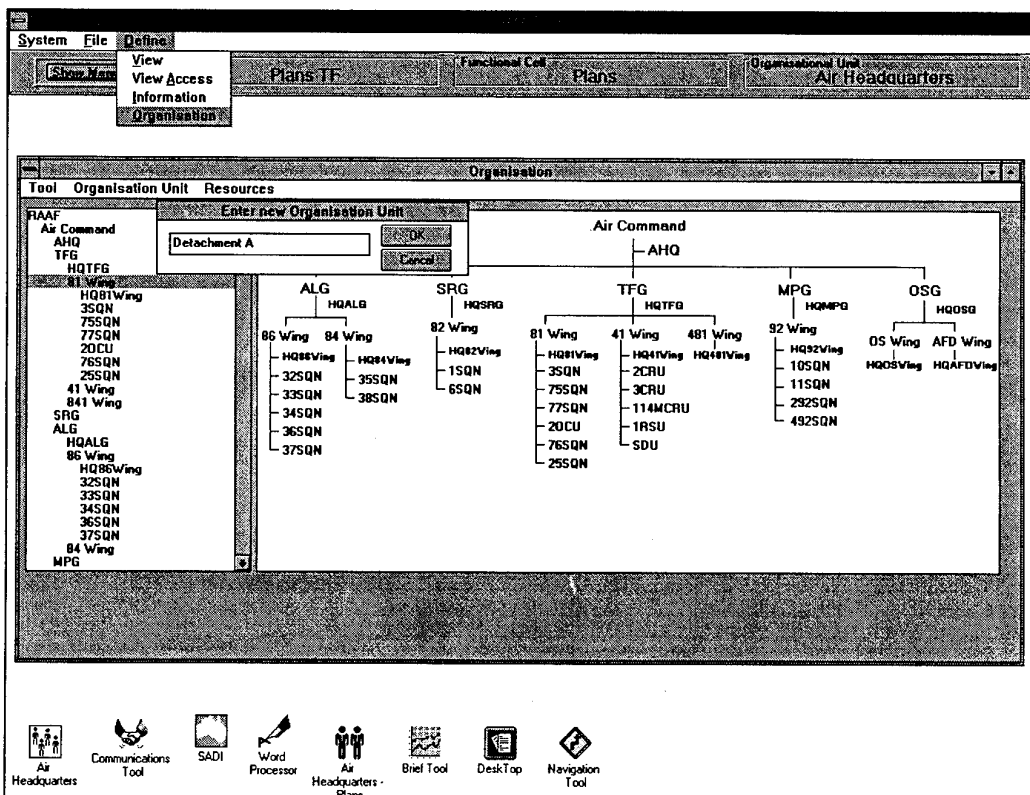 System File Define
View
View Access
Information
Organisation
Plans TF
Functional Cell
Plans
Organisational Unit
Air Headquarters
Organisation
Tool Organisation Unit Resources
Enter new Organisation Unit
Detachment A
OK
Cancel
RAAF
Air Command
AHQ
TFG
HQTFG
81 Wing
HQ81Wing
3SQN
75SQN
77SQN
2OCU
76SQN
25SQN
41 Wing
841 Wing
SRG
ALG
HQALG
86 Wing
HQ86Wing
32SQN
33SQN
34SQN
36SQN
37SQN
84 Wing
MPG
Air Command
AHQ
ALG SRG TFG MPG OSG
HQALG HQSRG HQTFG HQMPG HQOSG
86 Wing 84 Wing 82 Wing 81 Wing 41 Wing 481 Wing 92 Wing OS Wing AFD Wing
HQ86Wing HQ84Wing HQ82Wing HQ81Wing HQ41Wing HQ481Wing HQ92Wing HQOSWing HQAFDWing
32SQN 35SQN 1SQN 3SQN 2CRU 10SQN
33SQN 38SQN 6SQN 75SQN 3CRU 11SQN
34SQN 77SQN 114MCRU 292SQN
36SQN 2OCU 1RSU 492SQN
37SQN 76SQN SDU
25SQN
Air Headquarters
Communications Tool
SADI
Word Processor
Air Headquarters - Plans
Brief Tool
DeskTop
Navigation Tool